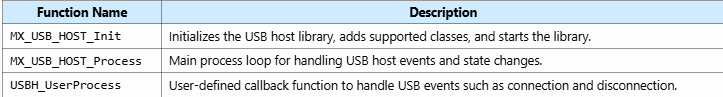 Function Name Description
MX_USB_HOST_Init Initializes the USB host library, adds supported classes, and starts the library.
MX_USB_HOST_Process Main process loop for handling USB host events and state changes.
USBH_UserProcess User-defined callback function to handle USB events such as connection and disconnection.